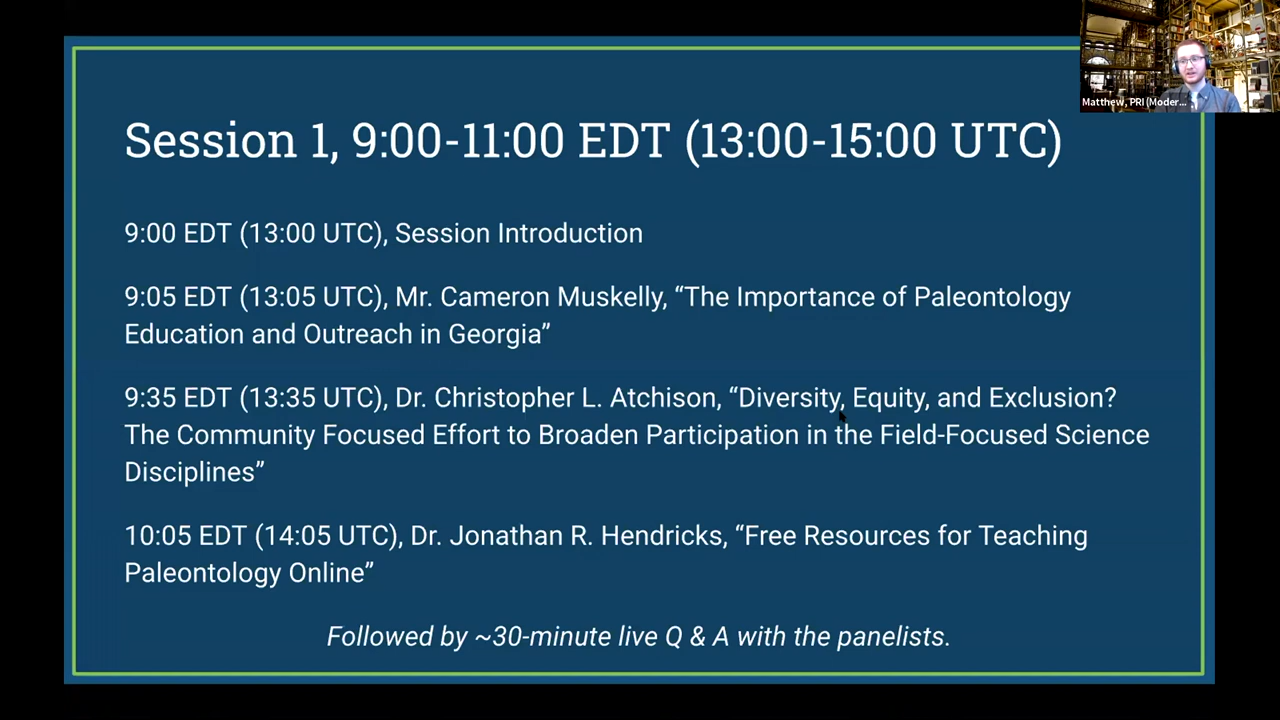 Matthew, PRI (Moder...
Session 1, 9:00-11:00 EDT (13:00-15:00 UTC)
9:00 EDT (13:00 UTC), Session Introduction
9:05 EDT (13:05 UTC), Mr. Cameron Muskelly, “The Importance of Paleontology
Education and Outreach in Georgia”
9:35 EDT (13:35 UTC), Dr. Christopher L. Atchison, “Diversity, Equity, and Exclusion?
The Community Focused Effort to Broaden Participation in the Field-Focused Science
Disciplines”
10:05 EDT (14:05 UTC), Dr. Jonathan R. Hendricks, “Free Resources for Teaching
Paleontology Online”
Followed by ~30-minute live Q & A with the panelists.